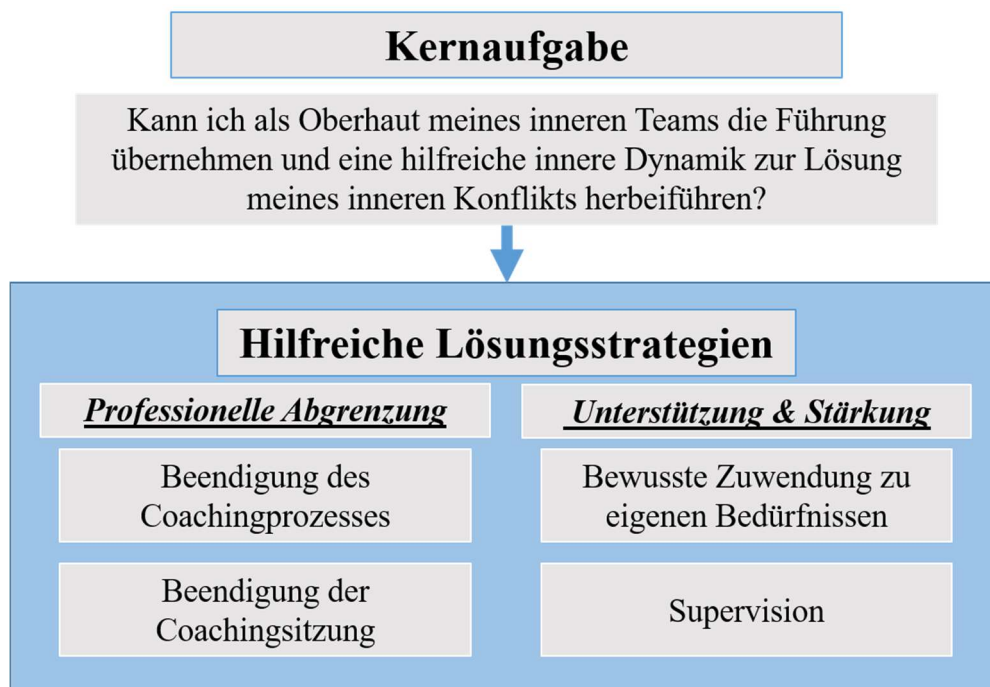 Kernaufgabe
Kann ich als Oberhaut meines inneren Teams die Führung
übernehmen und eine hilfreiche innere Dynamik zur Lösung
meines inneren Konflikts herbeiführen?
Hilfreiche Lösungsstrategien
Professionelle Abgrenzung
Beendigung des
Coachingprozesses
Beendigung der
Coachingsitzung
Unterstützung & Stärkung
Bewusste Zuwendung zu
eigenen Bedürfnissen
Supervision